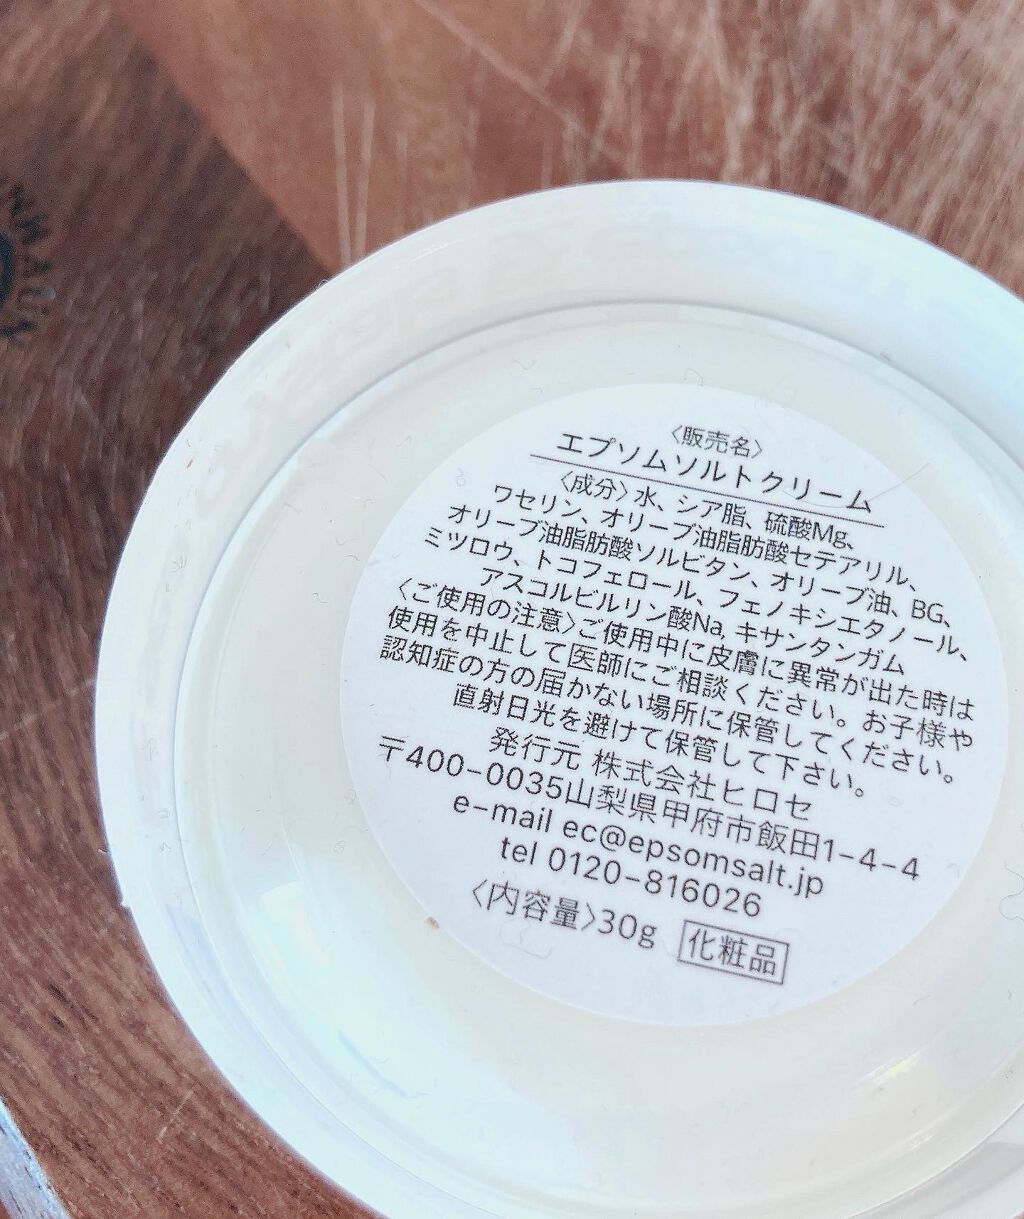 〈販売名〉
エプソムソルトクリーム
〈成分〉水、シア脂、硫酸Mg、
ワセリン、オリーブ油脂肪酸セテアリル、
オリーブ油脂肪酸ソルビタン、オリーブ油、BG、
ミツロウ、トコフェロール、フェノキシエタノール、
アスコルビルリン酸Na, キサンタンガム
〈ご使用の注意〉ご使用中に皮膚に異常が出た時は
使用を中止して医師にご相談ください。お子様や
認知症の方の届かない場所に保管してください。
直射日光を避けて保管して下さい。
発行元 株式会社ヒロセ
〒400-0035山梨県甲府市飯田1-4-4
e-mail ec@epsomsalt.jp
tel 0120-816026
〈内容量〉30g 化粧品